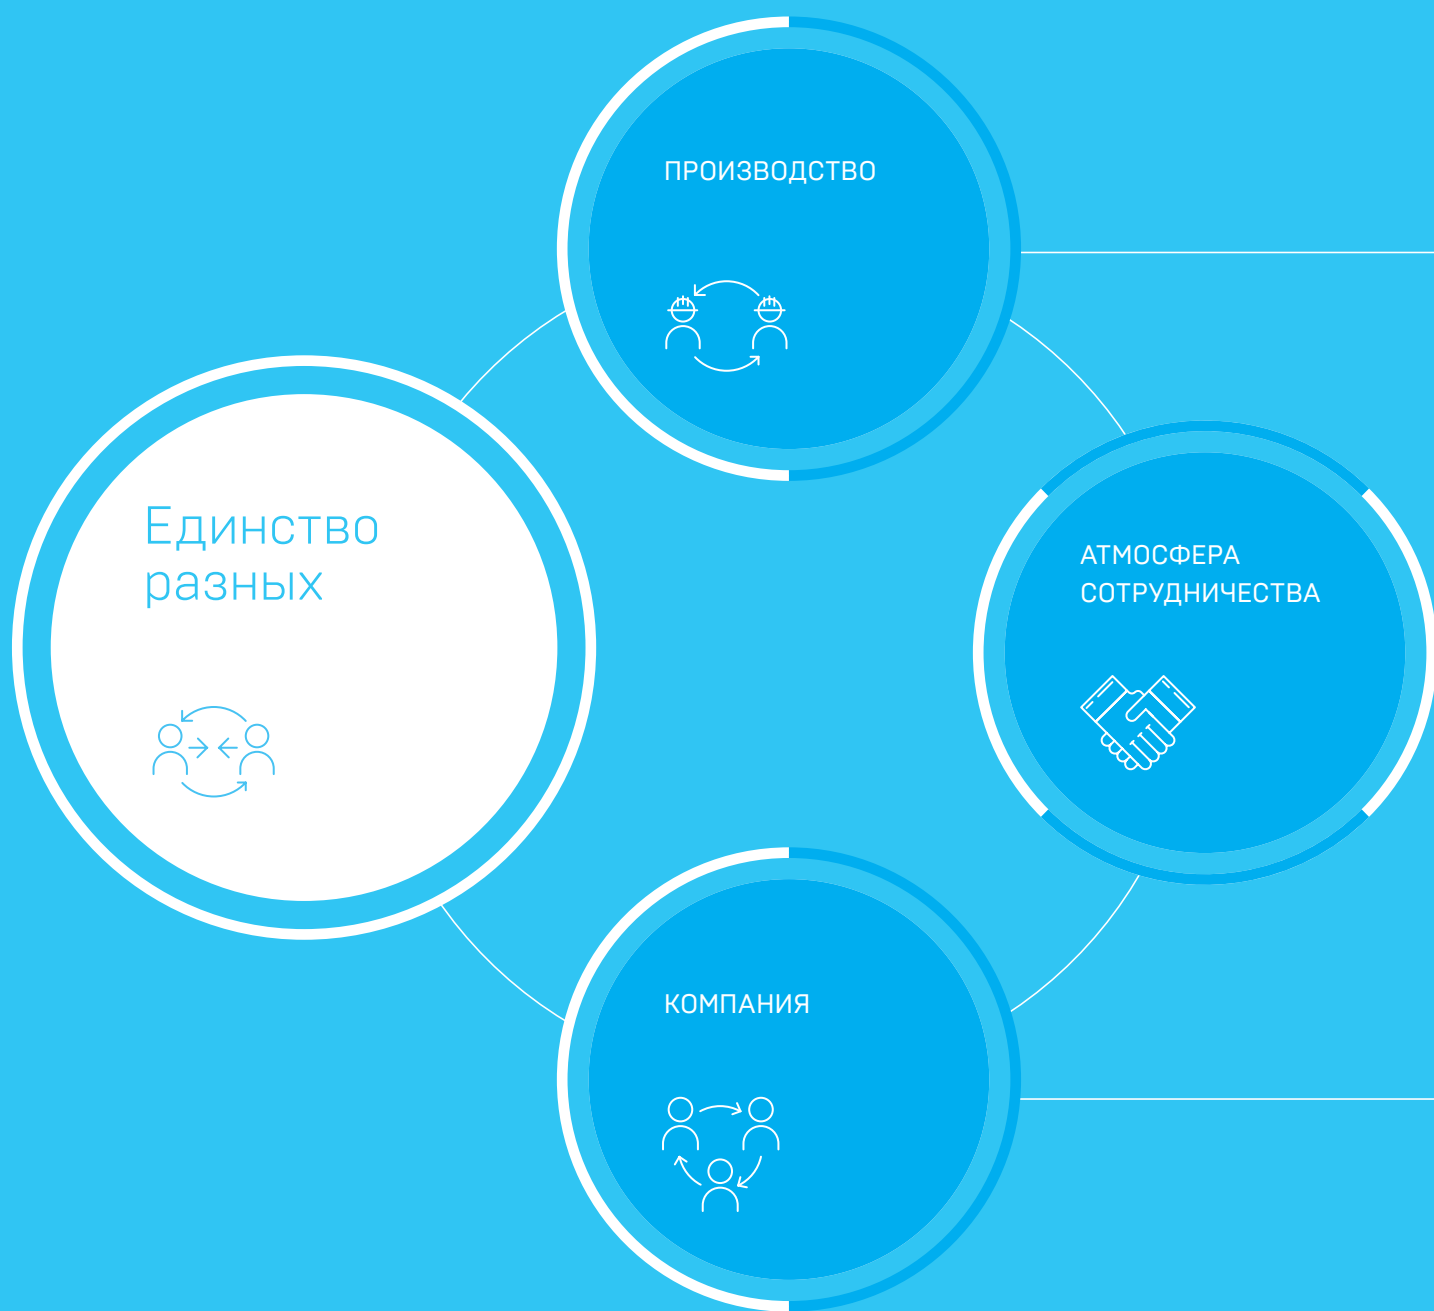 ПРОИЗВОДСТВО
Единство
разных
АТМОСФЕРА
СОТРУДНИЧЕСТВА
КОМПАНИЯ